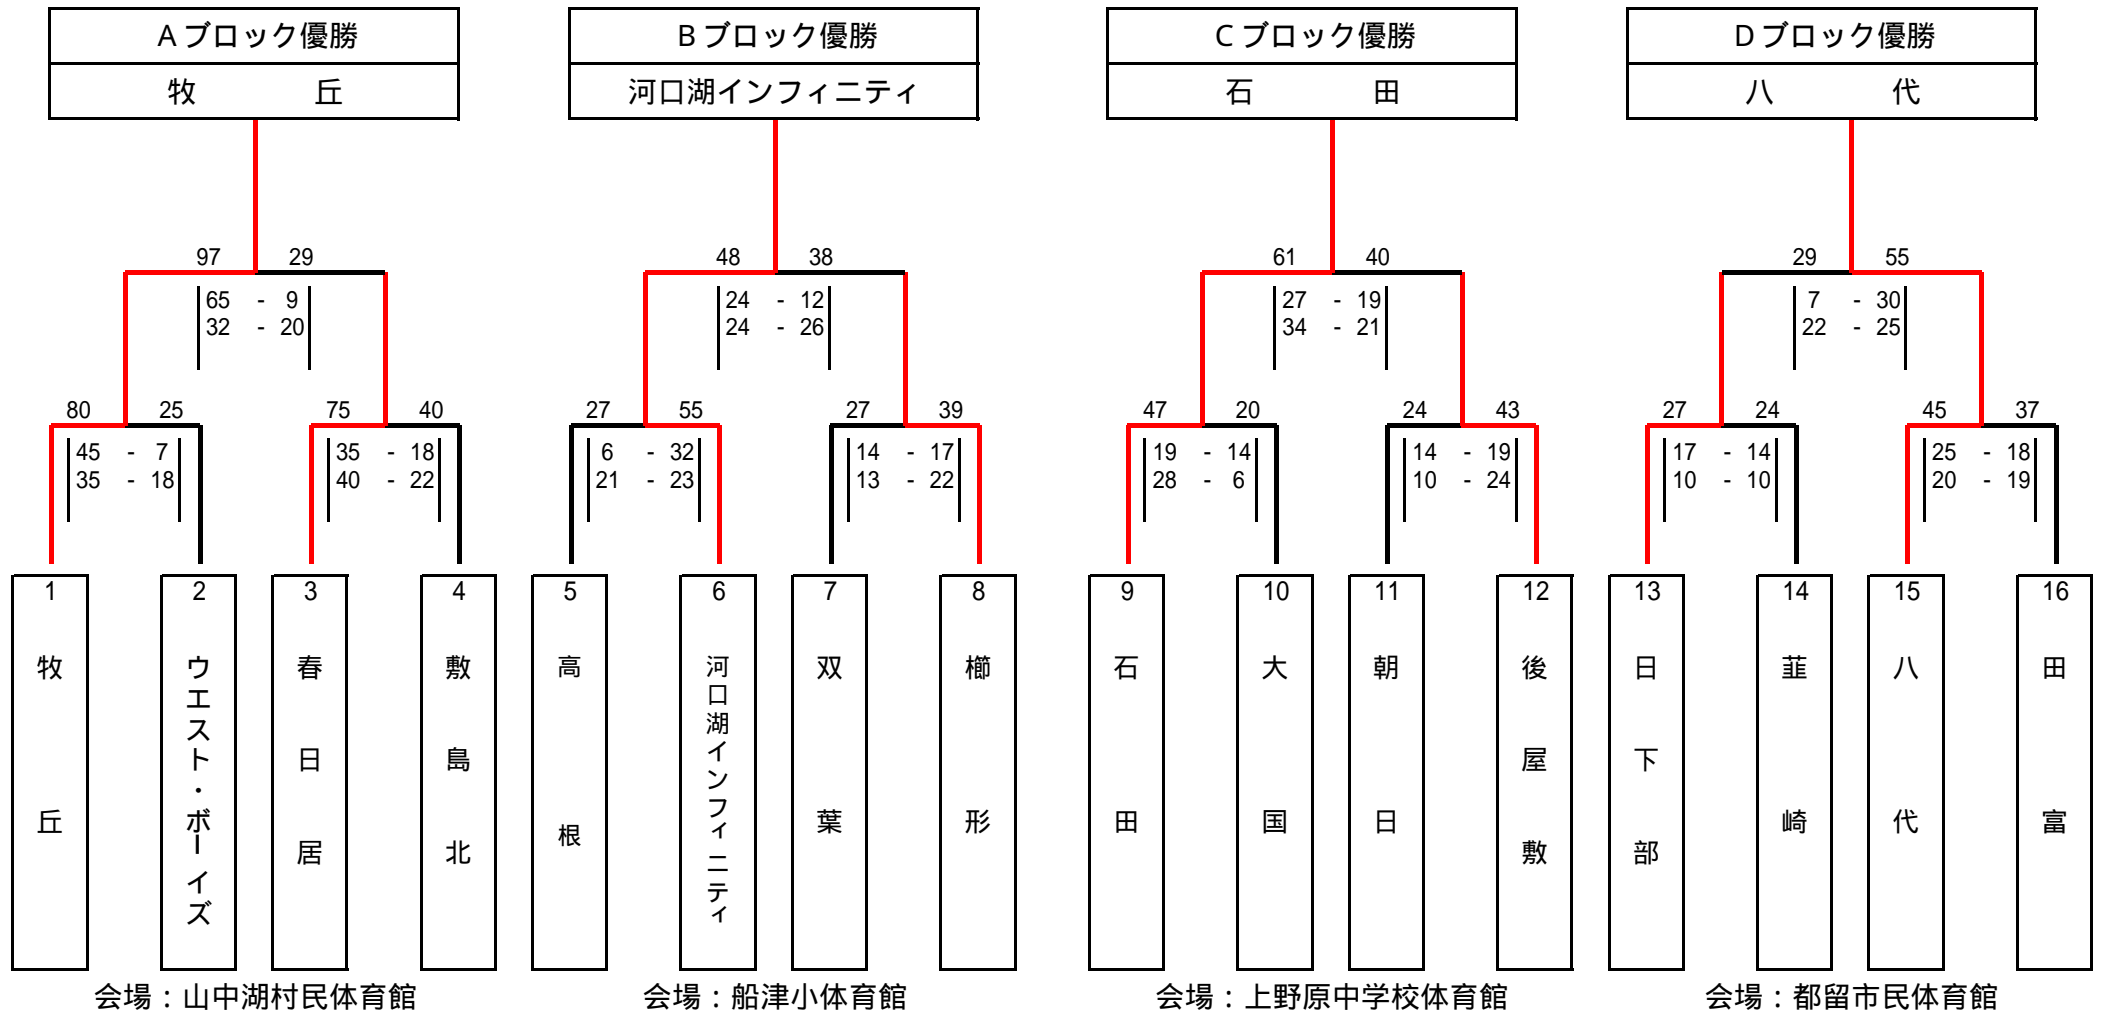 Aブロック優勝
牧丘
Bブロック優勝
河口湖インフィニティ
Cブロック優勝
石田
Dブロック優勝
八代
97 29
65 - 9
32 - 20
48 38
24 - 12
24 - 26
61 40
27 - 19
34 - 21
29 55
7 - 30
22 - 25
80 25
45 - 7
35 - 18
75 40
35 - 18
40 - 22
27 55
6 - 32
21 - 23
27 39
14 - 17
13 - 22
47 20
19 - 14
28 - 6
24 43
14 - 19
10 - 24
27 24
17 - 14
10 - 10
45 37
25 - 18
20 - 19
1
牧丘
2
ウエスト・ボーイズ
3
春日居
4
敷島北
5
高根
6
河口湖インフィニティ
7
双葉
8
櫛形
9
石田
10
大国
11
朝日
12
後屋敷
13
日下部
14
韮崎
15
八代
16
田富
会場：山中湖村民体育館
会場：船津小体育館
会場：上野原中学校体育館
会場：都留市民体育館